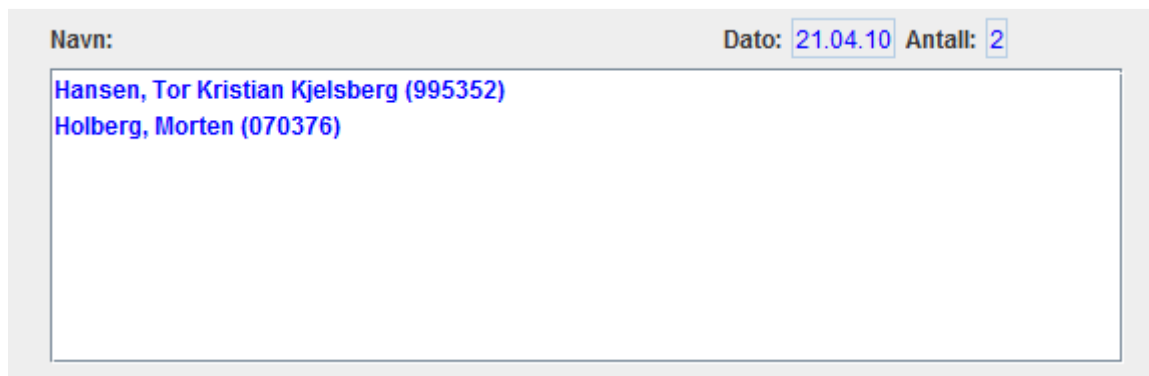 Navn: Dato: 21.04.10 Antall: 2
Hansen, Tor Kristian Kjelsberg (995352)
Holberg, Morten (070376)